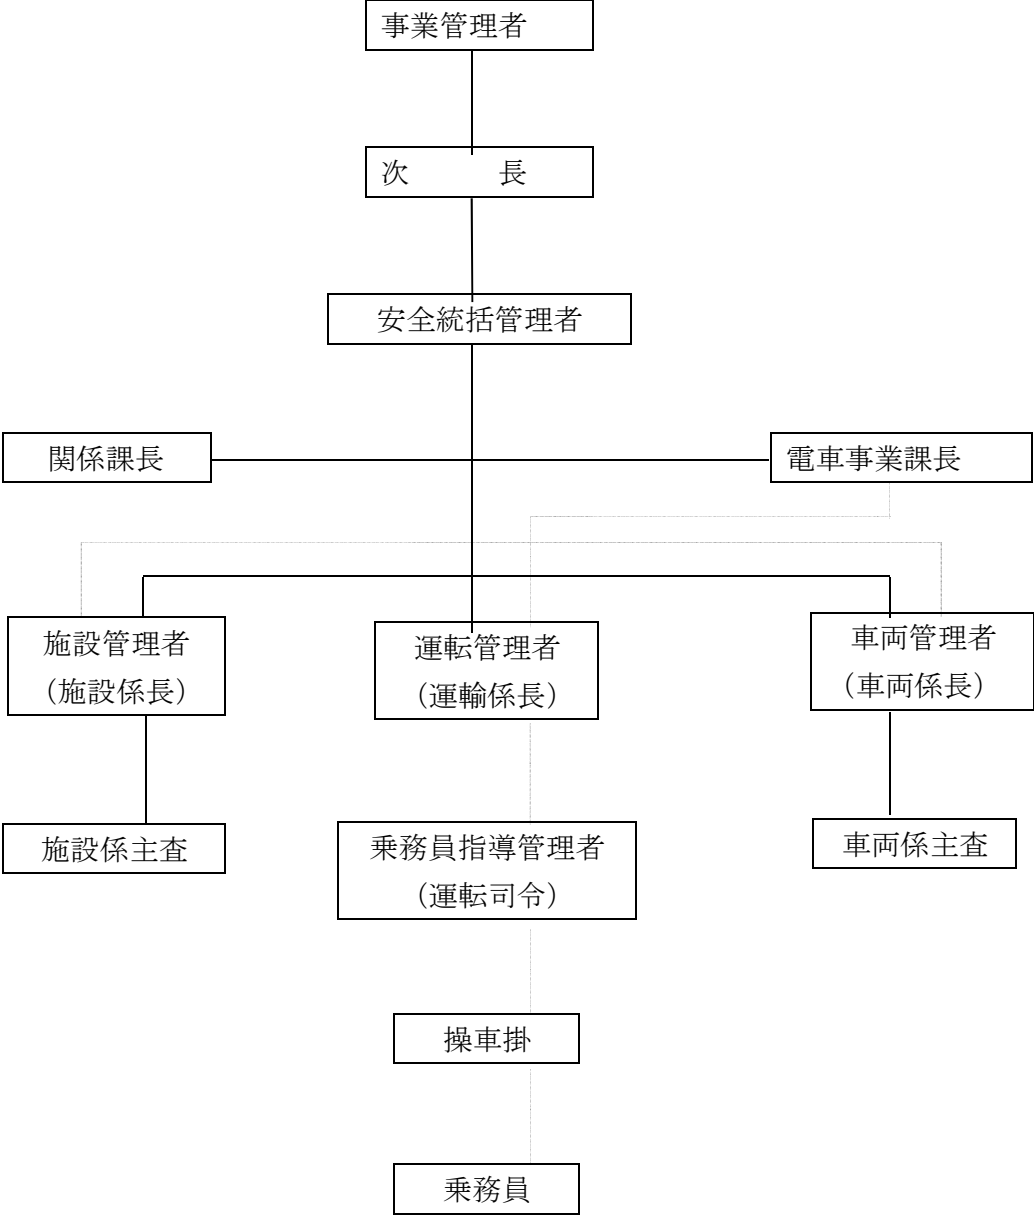 事業管理者
次　　　長
安全統括管理者
関係課長
電車事業課長
施設管理者
（施設係長）
運転管理者
（運輸係長）
車両管理者
（車両係長）
施設係主査
乗務員指導管理者
（運転司令）
車両係主査
操車掛
乗務員